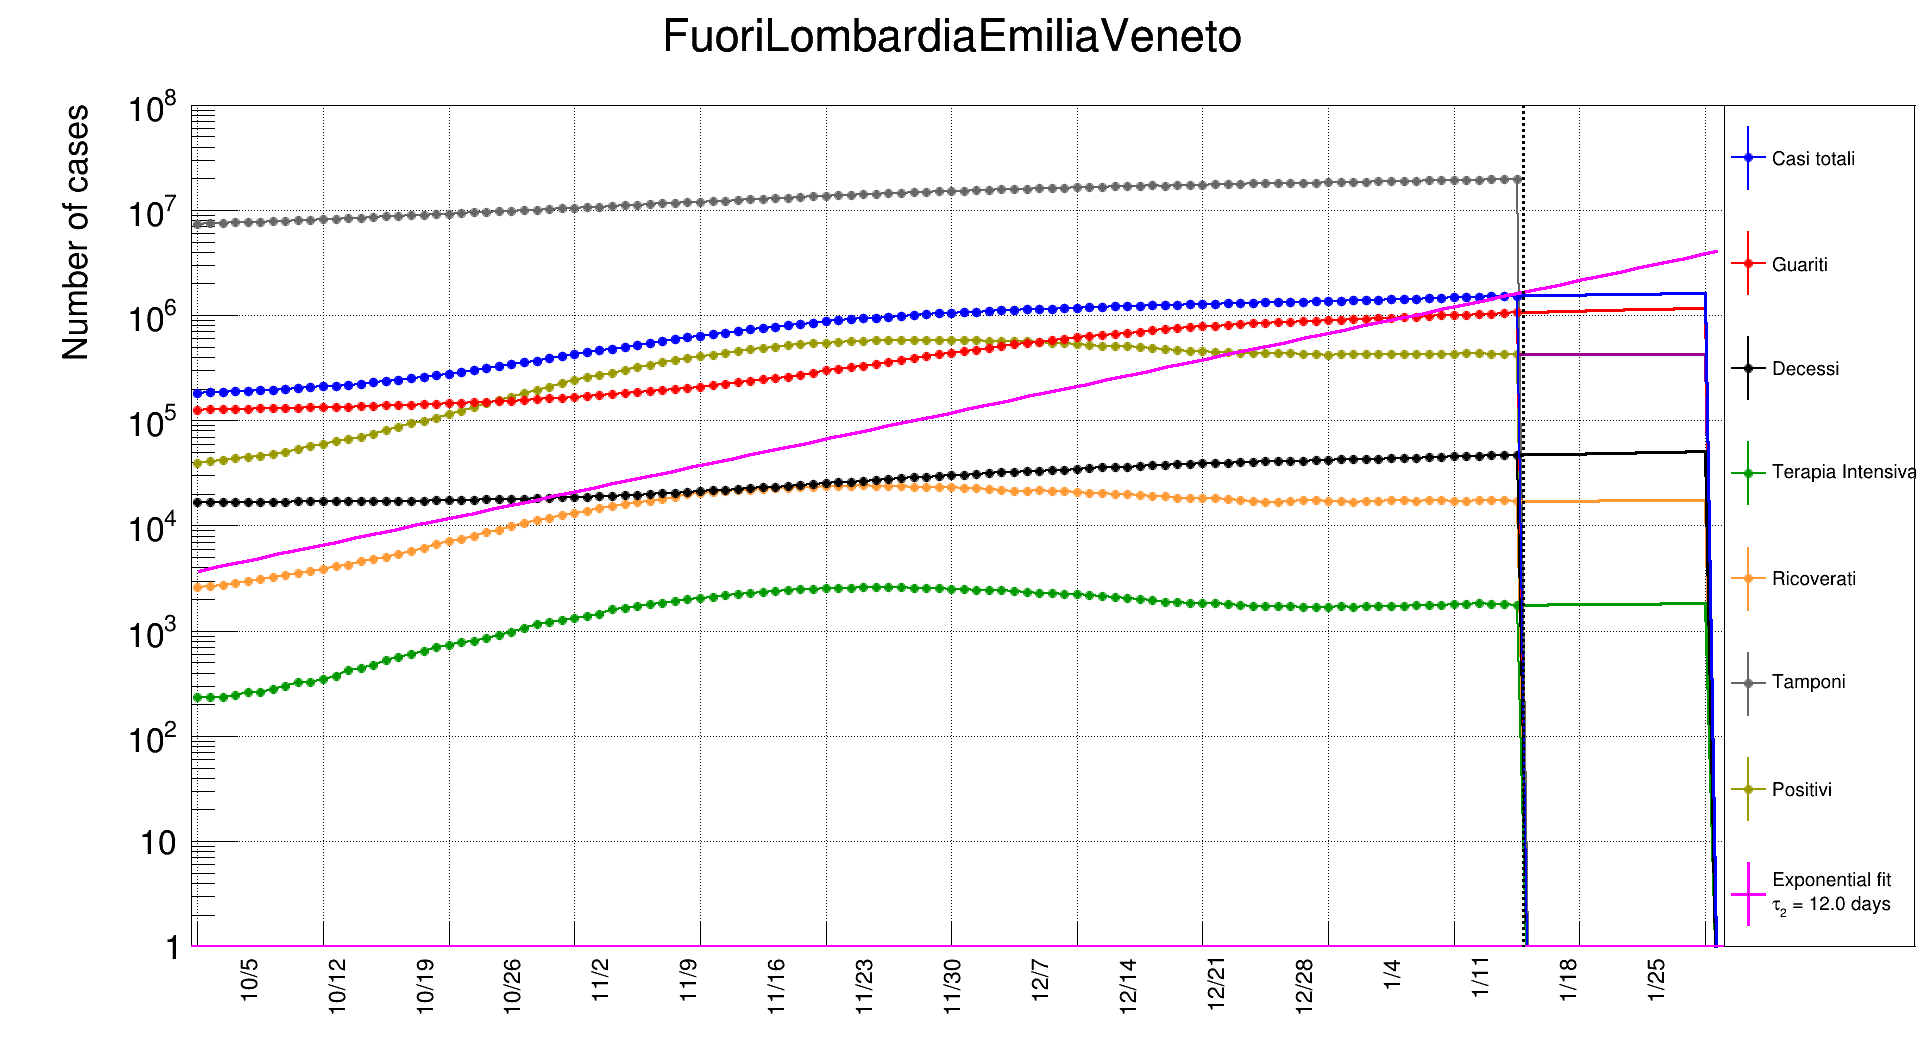 FuoriLombardiaEmiliaVeneto
Number of cases
10^8
10^7
10^6
10^5
10^4
10^3
10^2
10
1
10/5
10/12
10/19
10/26
11/2
11/9
11/16
11/23
11/30
12/7
12/14
12/21
12/28
1/4
1/11
1/18
1/25
Casi totali
Guariti
Decessi
Terapia Intensiva
Ricoverati
Tamponi
Positivi
Exponential fit
τ₂ = 12.0 days